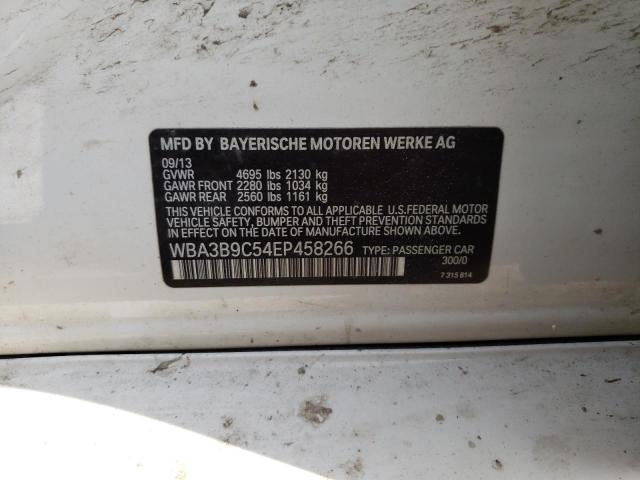 MFD BY BAYERISCHE MOTOREN WERKE AG
09/13
GVWR 4695 lbs 2130 kg
GAWR FRONT 2280 lbs 1034 kg
GAWR REAR 2560 lbs 1161 kg
THIS VEHICLE CONFORMS TO ALL APPLICABLE U.S.FEDERAL MOTOR
VEHICLE SAFETY, BUMPER, AND THEFT PREVENTION STANDARDS
IN EFFECT ON THE DATE OF MANUFACTURE SHOWN ABOVE.
WBA3B9C54EP458266 TYPE: PASSENGER CAR
300/0
7 315 814